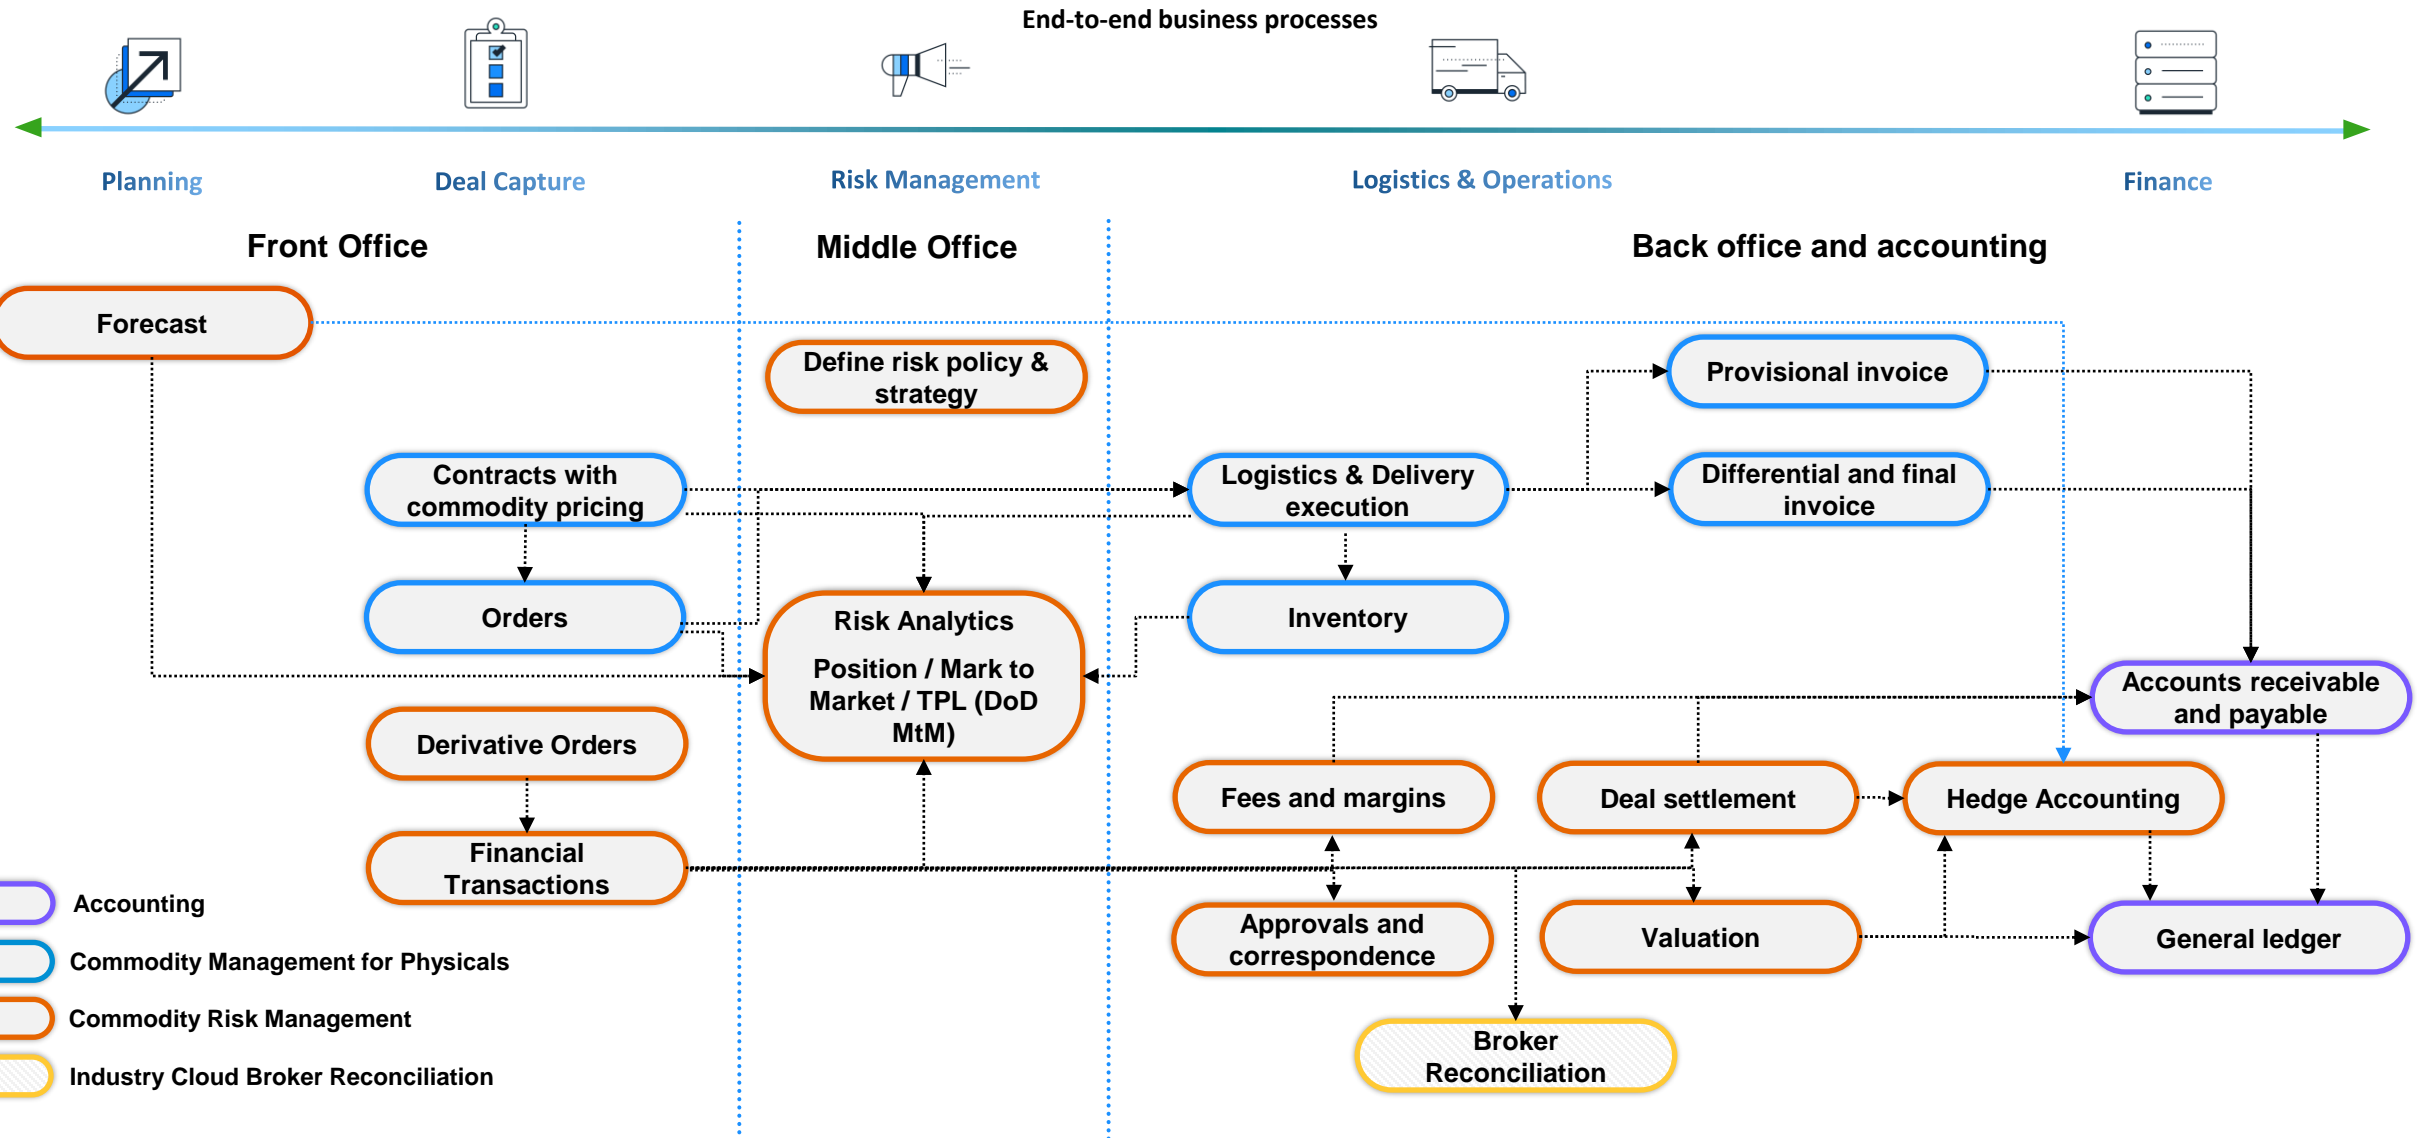 End-to-end business processes
Planning
Deal Capture
Risk Management
Logistics & Operations
Finance
Front Office
Middle Office
Back office and accounting
Forecast
Define risk policy &
strategy
Provisional invoice
Contracts with
commodity pricing
Logistics & Delivery
execution
Differential and final
invoice
Orders
Risk Analytics
Position / Mark to
Market / TPL (DoD
MtM)
Inventory
Accounts receivable
and payable
Derivative Orders
Fees and margins
Deal settlement
Hedge Accounting
Financial
Transactions
Approvals and
correspondence
Valuation
General ledger
Broker
Reconciliation
Accounting
Commodity Management for Physicals
Commodity Risk Management
Industry Cloud Broker Reconciliation